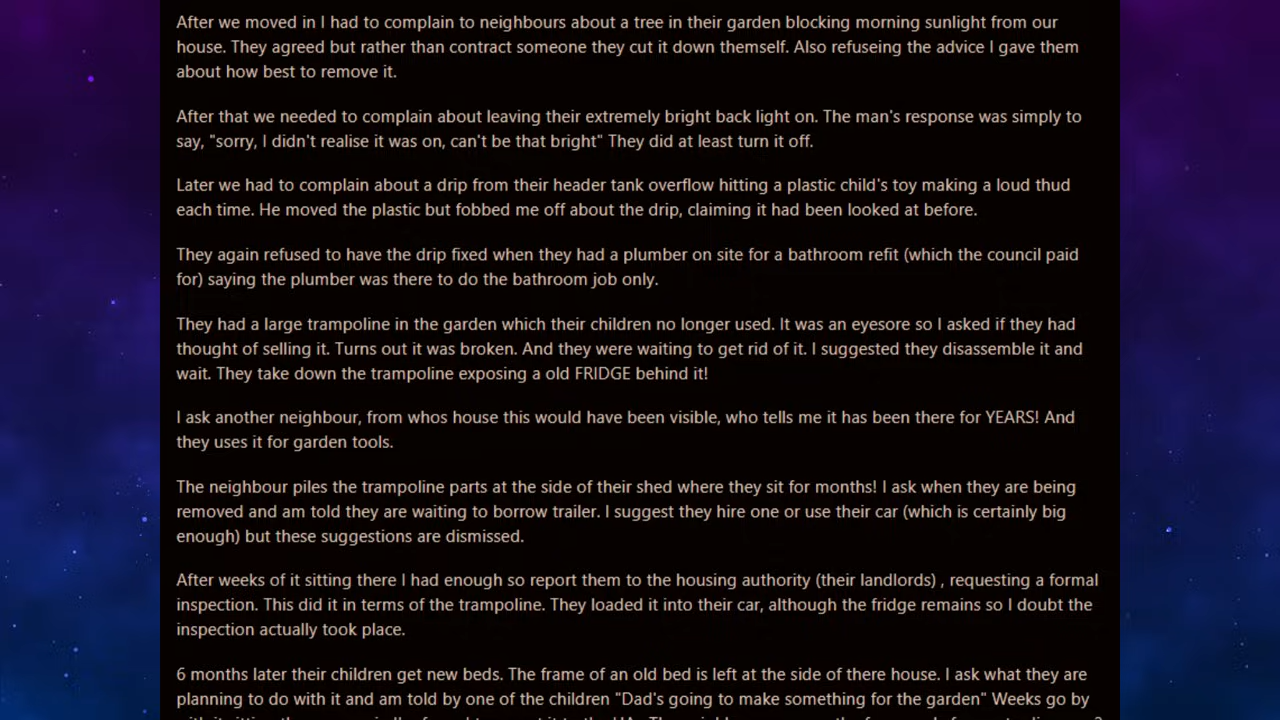 After we moved in I had to complain to neighbours about a tree in their garden blocking morning sunlight from our
house. They agreed but rather than contract someone they cut it down themself. Also refuseing the advice I gave them
about how best to remove it.
After that we needed to complain about leaving their extremely bright back light on. The man's response was simply to
say, "sorry, I didn't realise it was on, can't be that bright" They did at least turn it off.
Later we had to complain about a drip from their header tank overflow hitting a plastic child's toy making a loud thud
each time. He moved the plastic but fobbed me off about the drip, claiming it had been looked at before.
They again refused to have the drip fixed when they had a plumber on site for a bathroom refit (which the council paid
for) saying the plumber was there to do the bathroom job only.
They had a large trampoline in the garden which their children no longer used. It was an eyesore so I asked if they had
thought of selling it. Turns out it was broken. And they were waiting to get rid of it. I suggested they disassemble it and
wait. They take down the trampoline exposing a old FRIDGE behind it!
I ask another neighbour, from whos house this would have been visible, who tells me it has been there for YEARS! And
they uses it for garden tools.
The neighbour piles the trampoline parts at the side of their shed where they sit for months! I ask when they are being
removed and am told they are waiting to borrow trailer. I suggest they hire one or use their car (which is certainly big
enough) but these suggestions are dismissed.
After weeks of it sitting there I had enough so report them to the housing authority (their landlords) , requesting a formal
inspection. This did it in terms of the trampoline. They loaded it into their car, although the fridge remains so I doubt the
inspection actually took place.
6 months later their children get new beds. The frame of an old bed is left at the side of there house. I ask what they are
planning to do with it and am told by one of the children "Dad's going to make something for the garden" Weeks go by